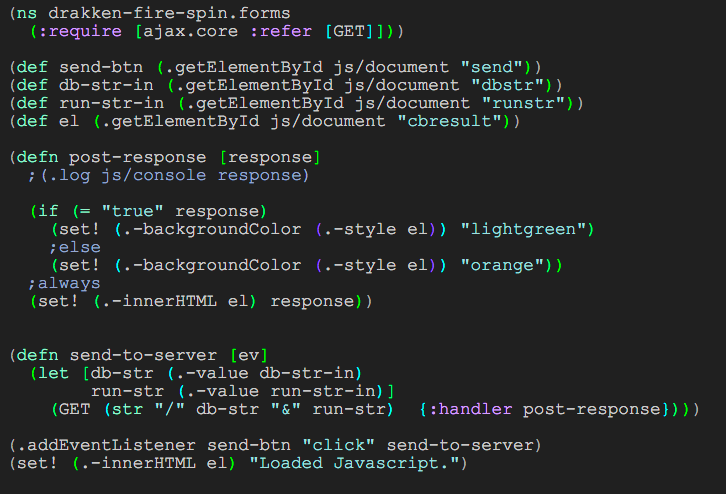 (ns drakken-fire-spin.forms
  (:require [ajax.core :refer [GET]]))

(def send-btn (.getElementById js/document "send"))
(def db-str-in (.getElementById js/document "dbstr"))
(def run-str-in (.getElementById js/document "runstr"))
(def el (.getElementById js/document "cbresult"))

(defn post-response [response]
  ;(.log js/console response)

  (if (= "true" response)
    (set! (.-backgroundColor (.-style el)) "lightgreen")
    ;else
    (set! (.-backgroundColor (.-style el)) "orange"))
  ;always
  (set! (.-innerHTML el) response))


(defn send-to-server [ev]
  (let [db-str (.-value db-str-in)
        run-str (.-value run-str-in)]
    (GET (str "/" db-str "&" run-str)  {:handler post-response})))

(.addEventListener send-btn "click" send-to-server)
(set! (.-innerHTML el) "Loaded Javascript.")